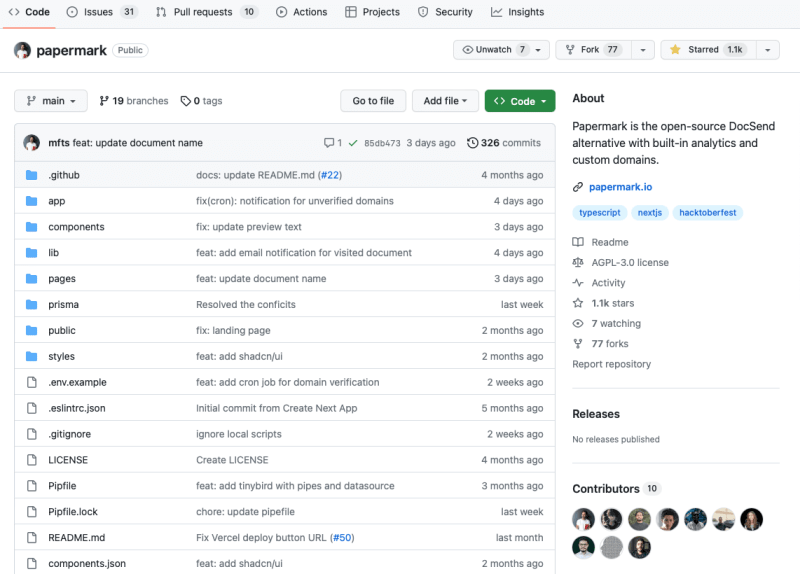 Code Issues 31 Pull requests 10 Actions Projects Security Insights
papermark Public Unwatch 7 Fork 77 Starred 1.1k
main 19 branches 0 tags Go to file Add file Code
mfts feat: update document name 1 85db473 3 days ago 326 commits
.github docs: update README.md (#22) 4 months ago
app fix(cron): notification for unverified domains 4 days ago
components fix: update preview text 3 days ago
lib feat: add email notification for visited document 4 days ago
pages feat: update document name 3 days ago
prisma Resolved the conficits last week
public fix: landing page 2 months ago
styles feat: add shadcn/ui 2 months ago
.env.example feat: add cron job for domain verification 2 weeks ago
.eslintrc.json Initial commit from Create Next App 5 months ago
.gitignore ignore local scripts 2 weeks ago
LICENSE Create LICENSE 4 months ago
Pipfile feat: add tinybird with pipes and datasource 3 months ago
Pipfile.lock chore: update pipefile last week
README.md Fix Vercel deploy button URL (#50) last month
components.json feat: add shadcn/ui 2 months ago
About
Papermark is the open-source DocSend
alternative with built-in analytics and
custom domains.
papermark.io
typescript nextjs hacktoberfest
Readme
AGPL-3.0 license
Activity
1.1k stars
7 watching
77 forks
Report repository
Releases
No releases published
Contributors 10